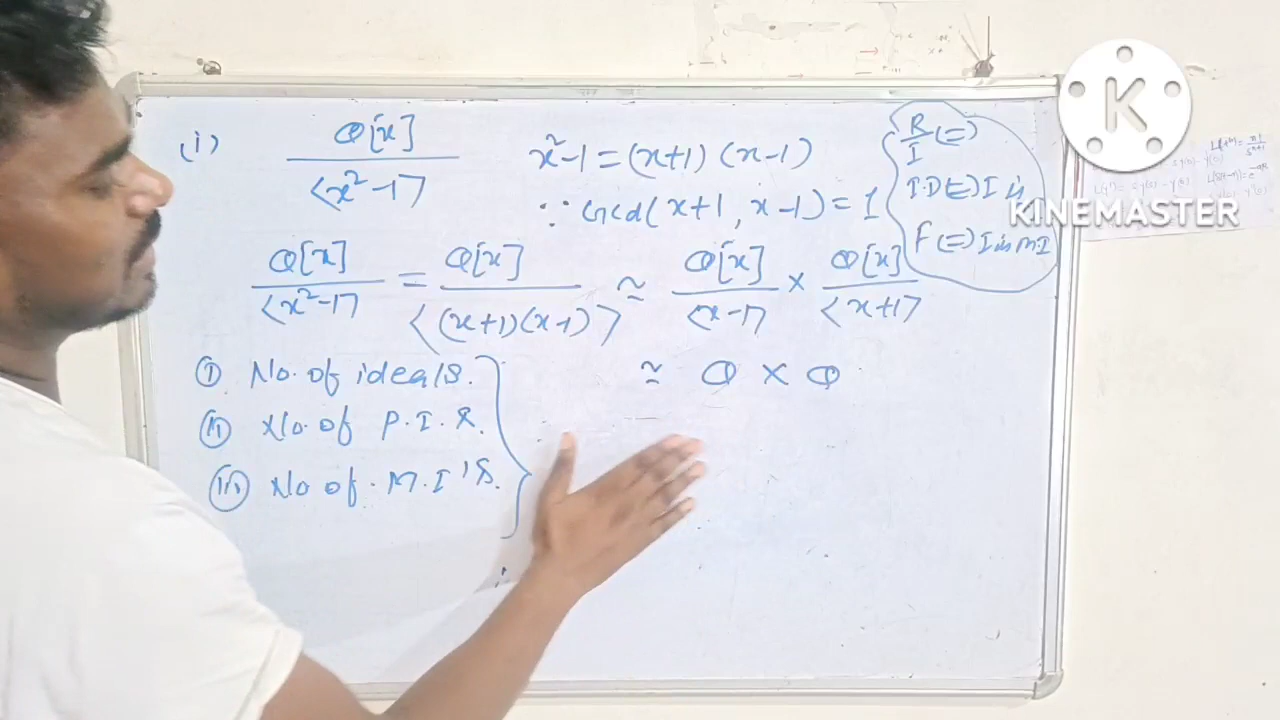 (i) Q[x] / <x²-1> x²-1 = (x+1) (x-1)
∵ Gcd(x+1, x-1) = 1
Q[x] / <x²-1> = Q[x] / <(x+1)(x-1)> ≃ Q[x] / <x-1> × Q[x] / <x+1>
≃ Q × Q
(I) No. of ideals.
(II) No. of P.I.S.
(III) No of. M.I'S.
R/I (=)
I.D (=) I is
F (=) I is M.I
K
KINEMASTER